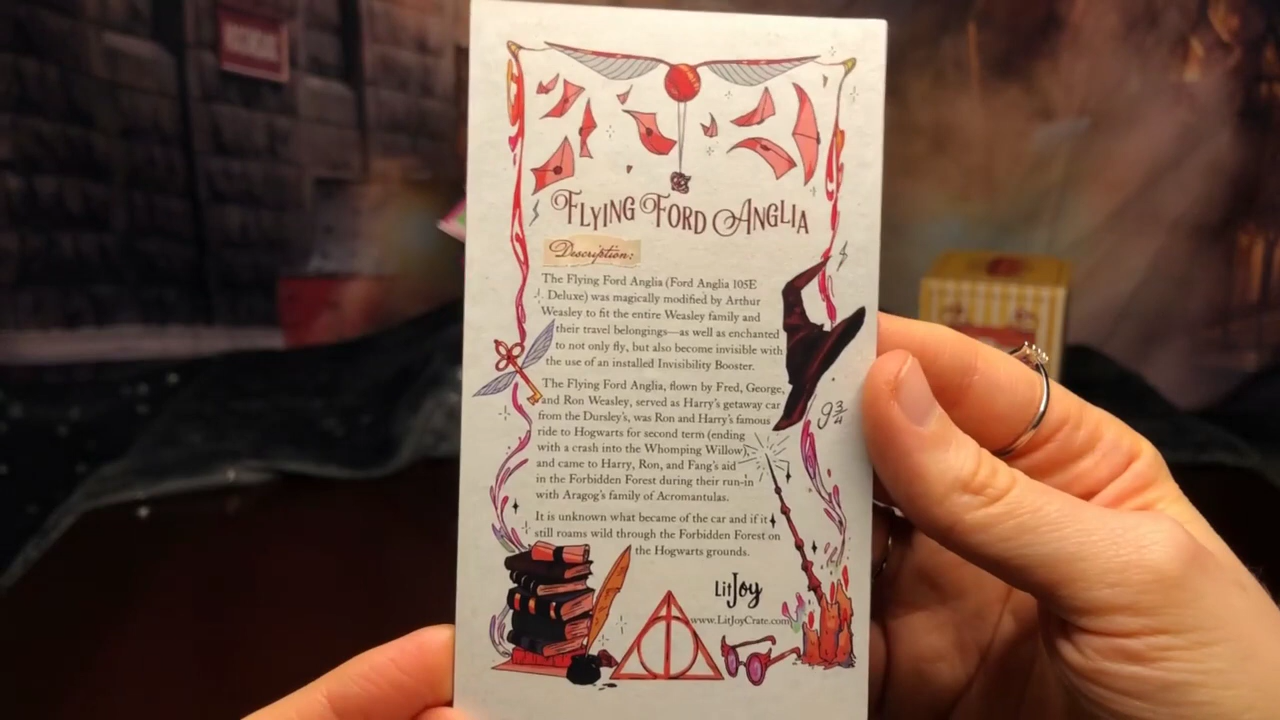 FLYING FORD ANGLIA
Description:
The Flying Ford Anglia (Ford Anglia 105E
Deluxe) was magically modified by Arthur
Weasley to fit the entire Weasley family and
their travel belongings—as well as enchanted
to not only fly, but also become invisible with
the use of an installed Invisibility Booster.
The Flying Ford Anglia, flown by Fred, George,
and Ron Weasley, served as Harry's getaway car
from the Dursley's, was Ron and Harry's famous
ride to Hogwarts for second term (ending
with a crash into the Whomping Willow),
and came to Harry, Ron, and Fang's aid
in the Forbidden Forest during their run-in
with Aragog's family of Acromantulas.
It is unknown what became of the car and if it
still roams wild through the Forbidden Forest on
the Hogwarts grounds.
9¾
LitJoy
www.LitJoyCrate.com